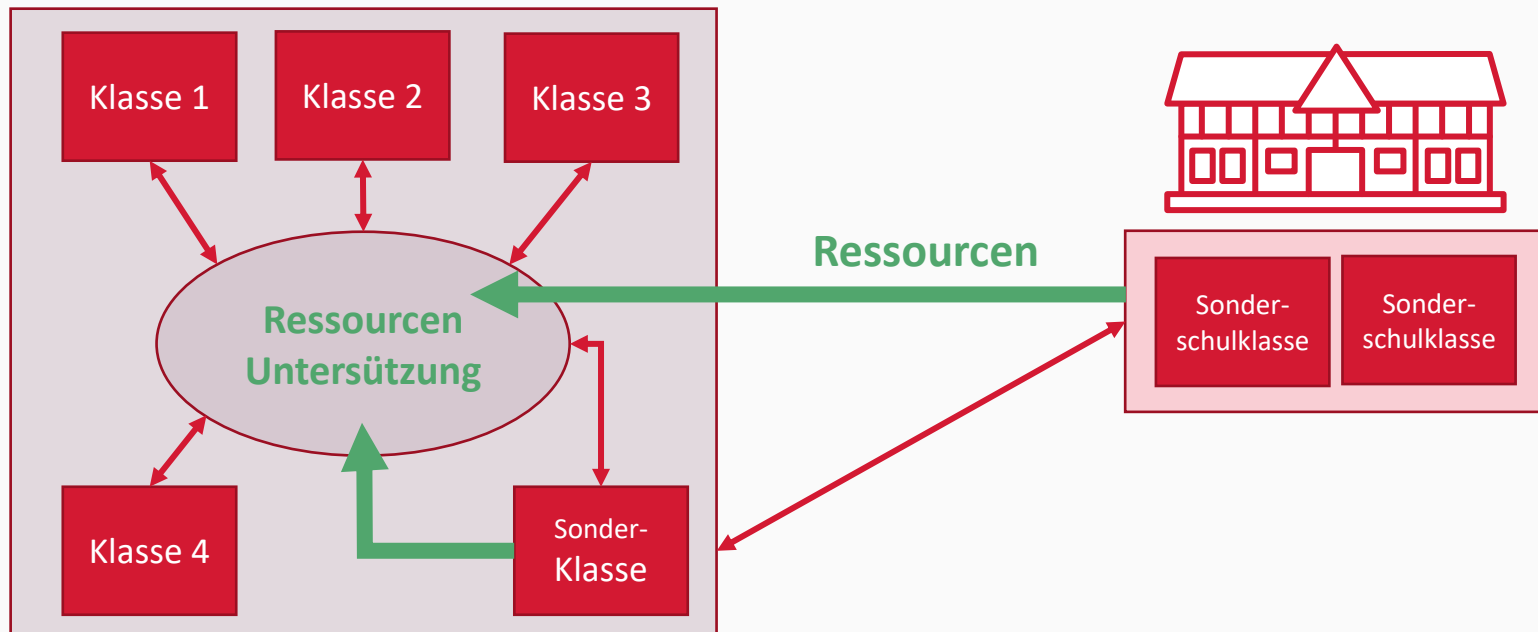 Klasse 1
Klasse 2
Klasse 3
Ressourcen
Ressourcen
Untersützung
Sonder-
schulklasse
Sonder-
schulklasse
Klasse 4
Sonder-
Klasse